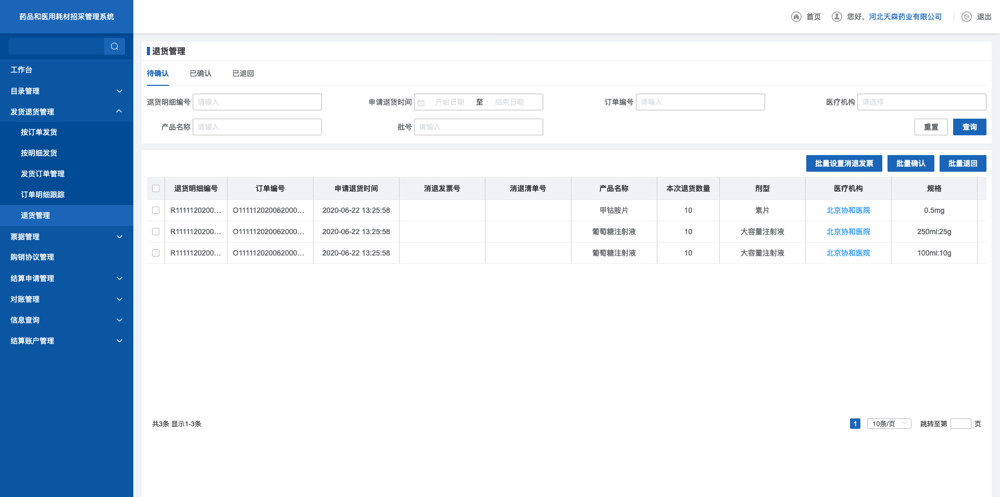 药品和医用耗材招采管理系统
首页 您好，河北天森药业有限公司 退出
工作台
目录管理
发货退货管理
按订单发货
按明细发货
发货订单管理
订单明细跟踪
退货管理
票据管理
购销协议管理
结算申请管理
对账管理
信息查询
结算账户管理
退货管理
待确认 已确认 已退回
退货明细编号 请输入 申请退货时间 开始日期 至 结束日期 订单编号 请输入 医疗机构 请选择
产品名称 请输入 批号 请输入 重置 查询
批量设置消退发票 批量确认 批量退回
退货明细编号 订单编号 申请退货时间 消退发票号 消退清单号 产品名称 本次退货数量 剂型 医疗机构 规格
R1111120200... O111112020062000... 2020-06-22 13:25:58 甲钴胺片 10 素片 北京协和医院 0.5mg
R1111120200... O111112020062000... 2020-06-22 13:25:58 葡萄糖注射液 10 大容量注射液 北京协和医院 250ml:25g
R1111120200... O111112020062000... 2020-06-22 13:25:58 葡萄糖注射液 10 大容量注射液 北京协和医院 100ml:10g
共3条 显示1-3条 1 10条/页 跳转至第 页